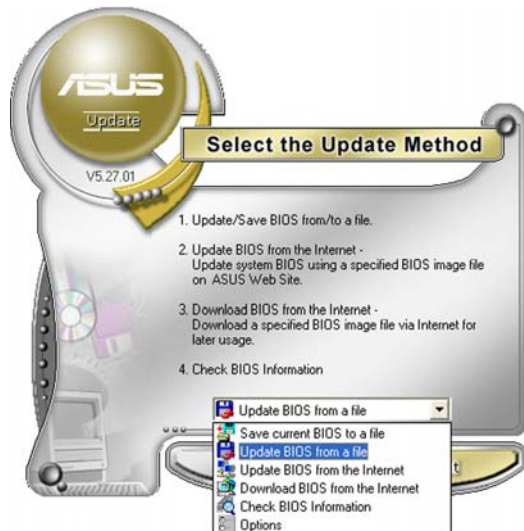 ASUS
Update
V5.27.01
Select the Update Method
1. Update/Save BIOS from/to a file.
2. Update BIOS from the Internet -
Update system BIOS using a specified BIOS image file
on ASUS Web Site.
3. Download BIOS from the Internet -
Download a specified BIOS image file via Internet for
later usage.
4. Check BIOS Information
Update BIOS from a file
Save current BIOS to a file
Update BIOS from a file
Update BIOS from the Internet
Download BIOS from the Internet
Check BIOS Information
Options